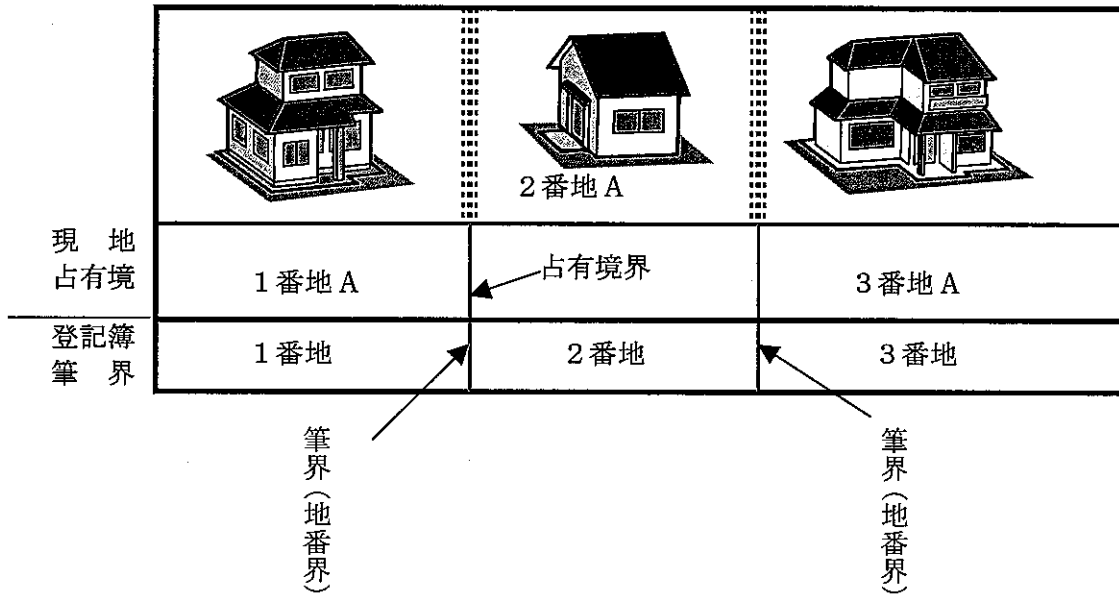 2番地A
現 地
占有境
1番地A
占有境界
3番地A
登記簿
筆 界
1番地
2番地
3番地
筆界(地番界)
筆界(地番界)